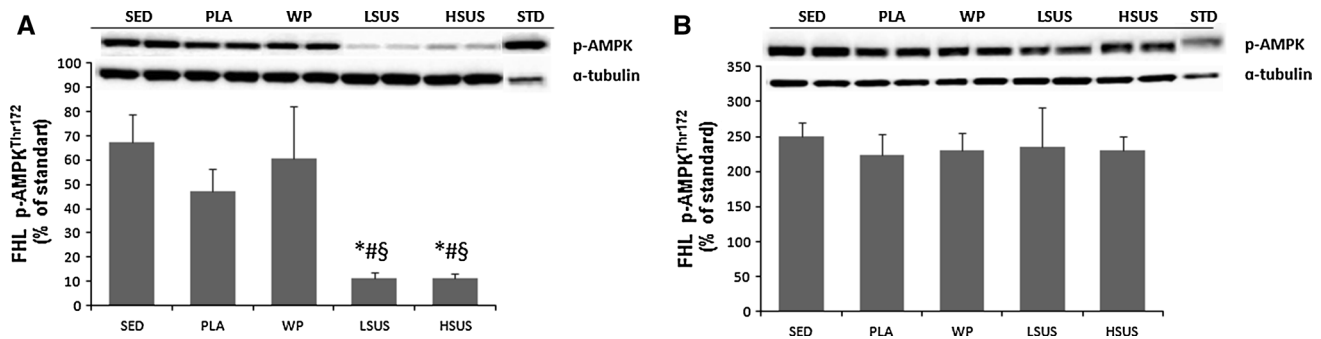 A
SED PLA WP LSUS HSUS STD
p-AMPK
α-tubulin
FHL p-AMPKThr172
(% of standart)
100
90
80
70
60
50
40
30
20
10
0
*#§ *#§
SED PLA WP LSUS HSUS
B
SED PLA WP LSUS HSUS STD
p-AMPK
α-tubulin
FHL p-AMPKThr172
(% of standard)
350
300
250
200
150
100
50
0
SED PLA WP LSUS HSUS